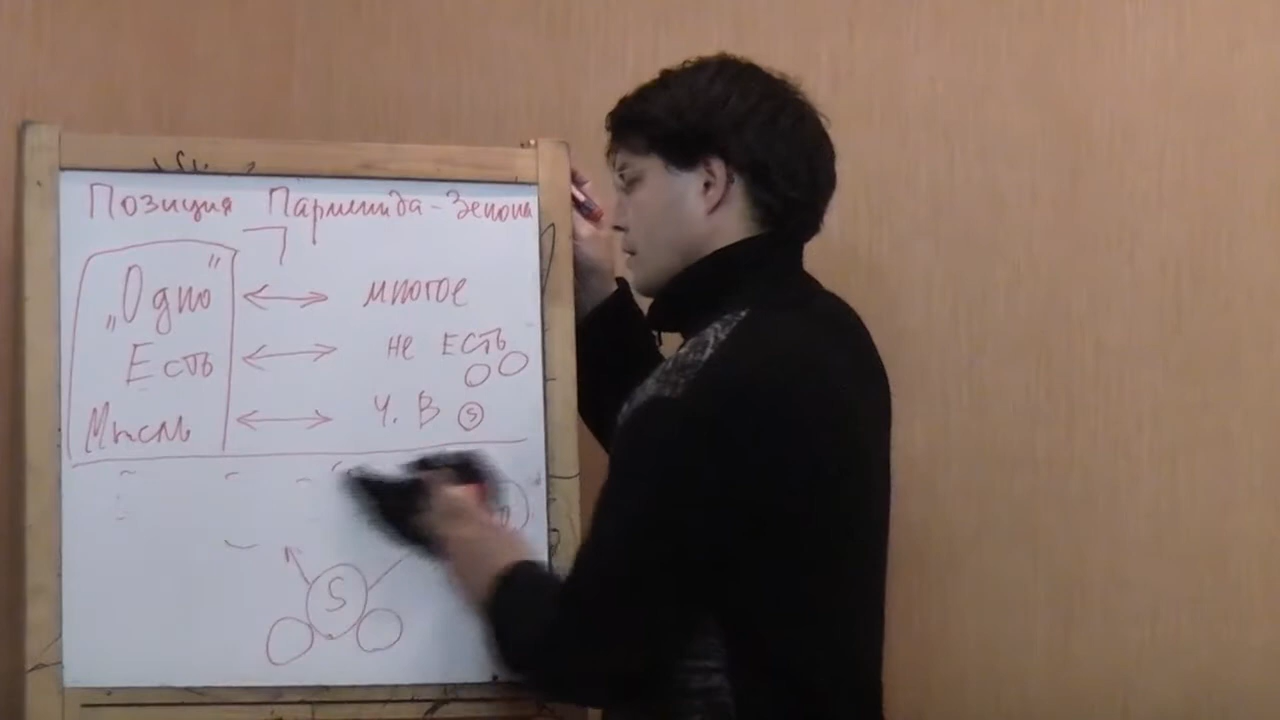 Позиция Парменида - Зенона
"Одно" ↔ многое
Есть ↔ не есть
Мысль ↔ Ч. В S
S